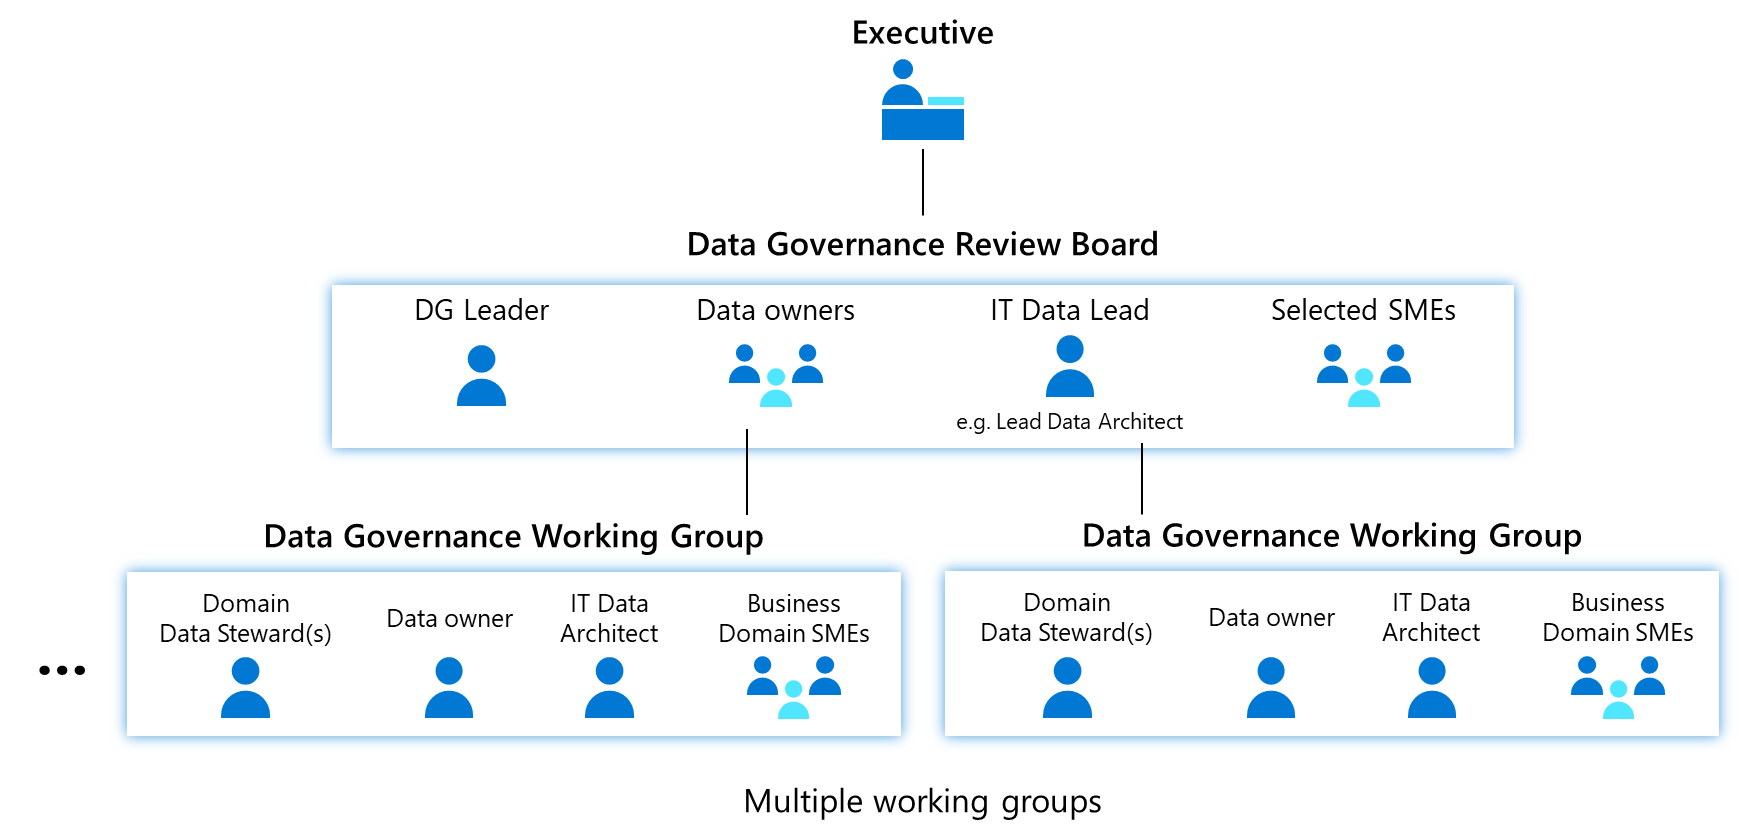 Executive
Data Governance Review Board
DG Leader
Data owners
IT Data Lead
Selected SMEs
e.g. Lead Data Architect
Data Governance Working Group
Domain
Data Steward(s)
Data owner
IT Data
Architect
Business
Domain SMEs
Data Governance Working Group
Domain
Data Steward(s)
Data owner
IT Data
Architect
Business
Domain SMEs
...
Multiple working groups